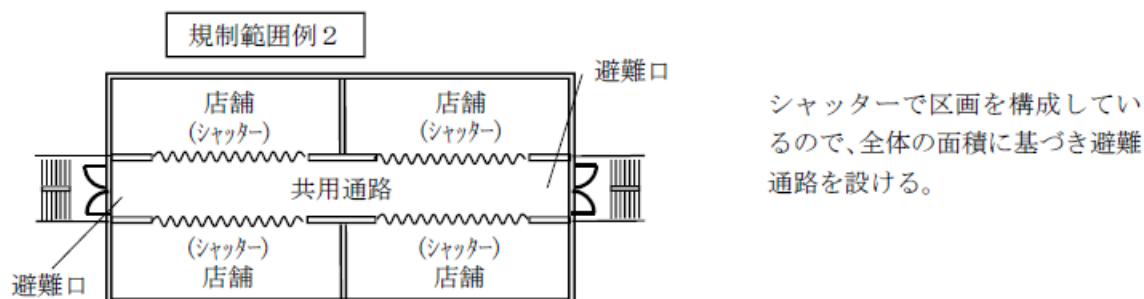 規制範囲例2
避難口
店舗
(シャッター)
店舗
(シャッター)
共用通路
(シャッター)
店舗
(シャッター)
店舗
避難口
シャッターで区画を構成してい
るので、全体の面積に基づき避難
通路を設ける。